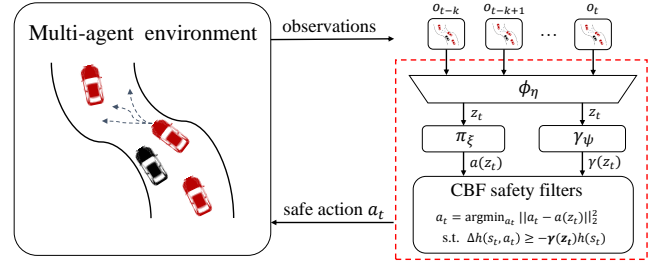 Multi-agent environment
observations
o_{t-k} o_{t-k+1} o_t
...
ϕ_η
z_t z_t
π_ξ γ_ψ
a(z_t) γ(z_t)
CBF safety filters
a_t = argmin_{a_t} ||a_t − a(z_t)||_2^2
s.t. Δh(s_t, a_t) ≥ −γ(z_t)h(s_t)
safe action a_t